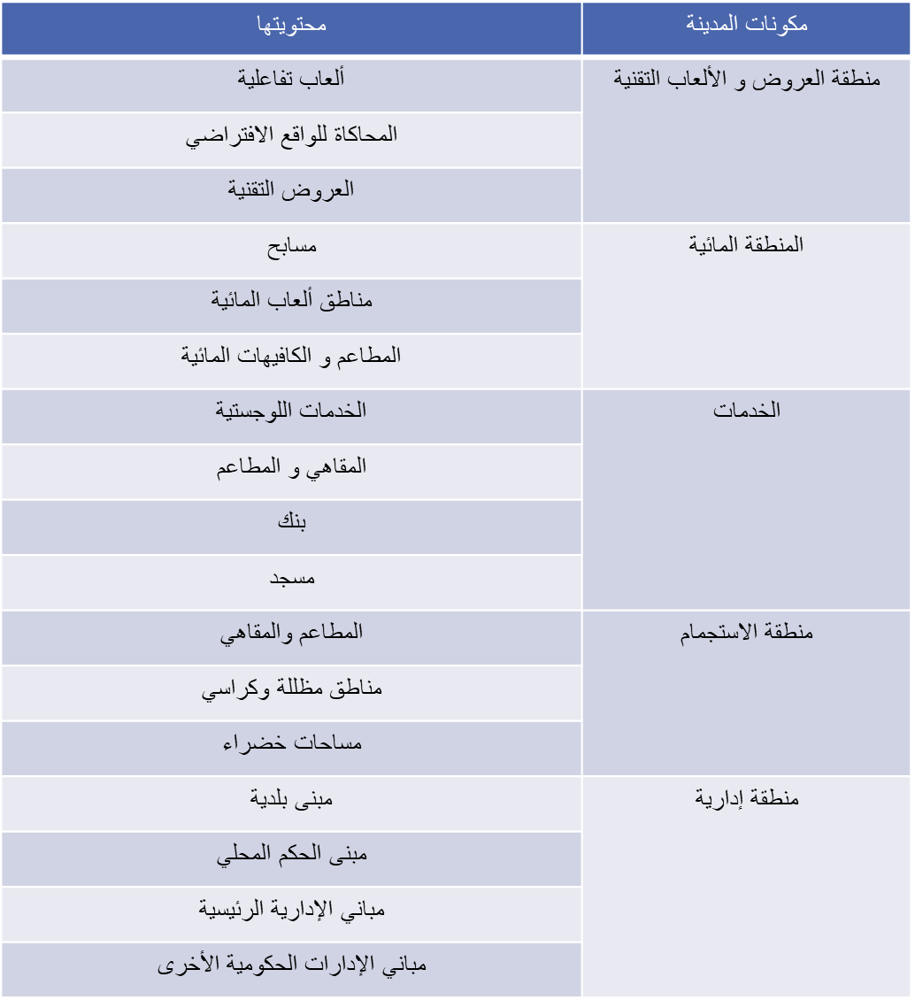 مكونات المدينة
محتويتها
منطقة العروض و الألعاب التقنية
ألعاب تفاعلية
المحاكاة للواقع الافتراضي
العروض التقنية
المنطقة المائية
مسابح
مناطق ألعاب المائية
المطاعم و الكافيهات المائية
الخدمات
الخدمات اللوجستية
المقاهي و المطاعم
بنك
مسجد
منطقة الاستجمام
المطاعم والمقاهي
مناطق مظللة وكراسي
مساحات خضراء
منطقة إدارية
مبنى بلدية
مبنى الحكم المحلي
مباني الإدارية الرئيسية
مباني الإدارات الحكومية الأخرى